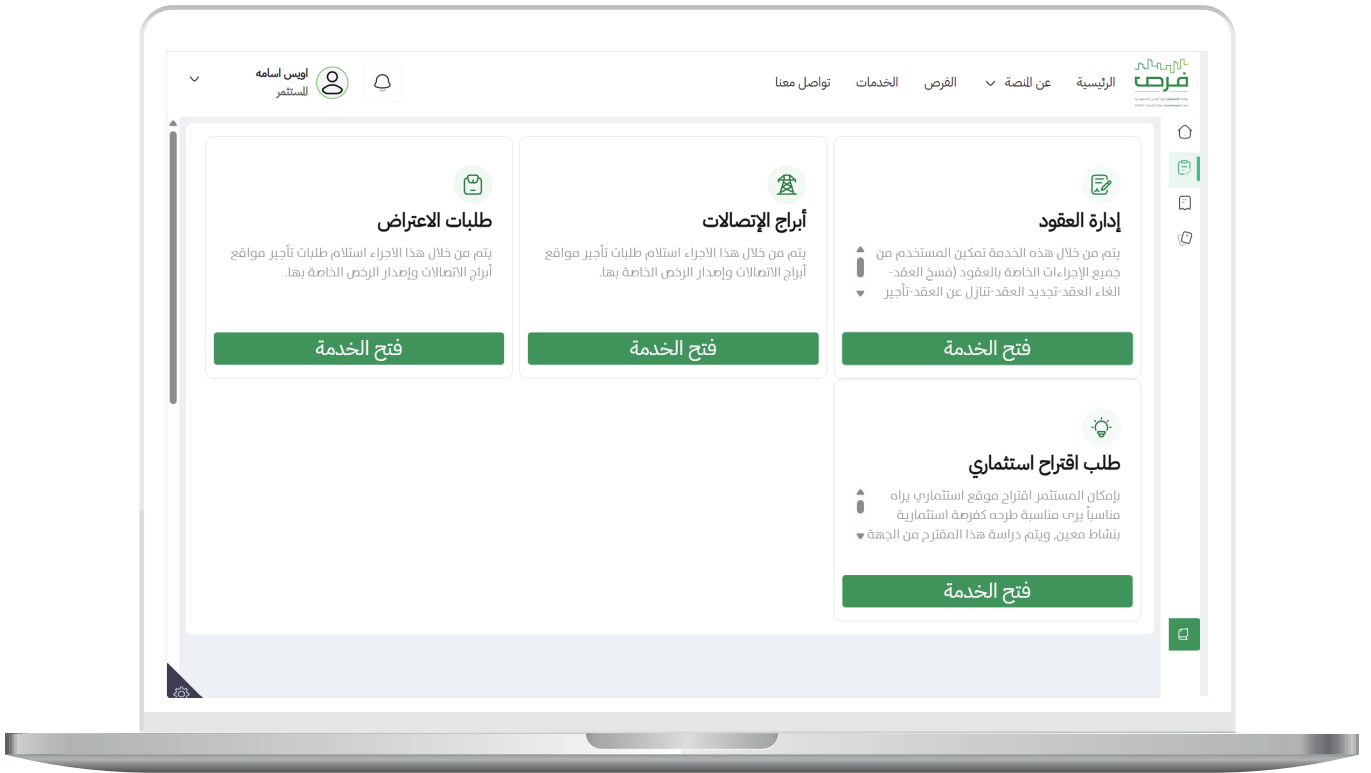 فرص
الرئيسية
عن المنصة
الفرص
الخدمات
تواصل معنا
اويس اسامه
المستثمر
إدارة العقود
يتم من خلال هذه الخدمة تمكين المستخدم من
جميع الإجراءات الخاصة بالعقود (فسخ العقد-
الغاء العقد-تجديد العقد-تنازل عن العقد-تأجير
فتح الخدمة
أبراج الإتصالات
يتم من خلال هذا الاجراء استلام طلبات تأجير مواقع
أبراج الاتصالات وإصدار الرخص الخاصة بها.
فتح الخدمة
طلبات الاعتراض
يتم من خلال هذا الاجراء استلام طلبات تأجير مواقع
أبراج الاتصالات وإصدار الرخص الخاصة بها.
فتح الخدمة
طلب اقتراح استثماري
بإمكان المستثمر اقتراح موقع استثماري يراه
مناسباً يرى مناسبة طرحه كفرصة استثمارية
بنشاط معين, ويتم دراسة هذا المقترح من الجهة
فتح الخدمة